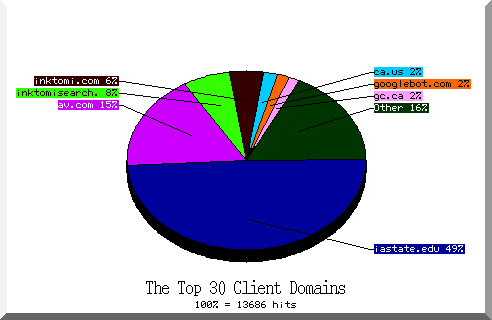 inktomi.com 6%
inktomisearch. 8%
av.com 15%
ca.us 2%
googlebot.com 2%
gc.ca 2%
Other 16%
iastate.edu 49%
The Top 30 Client Domains
100% = 13686 hits